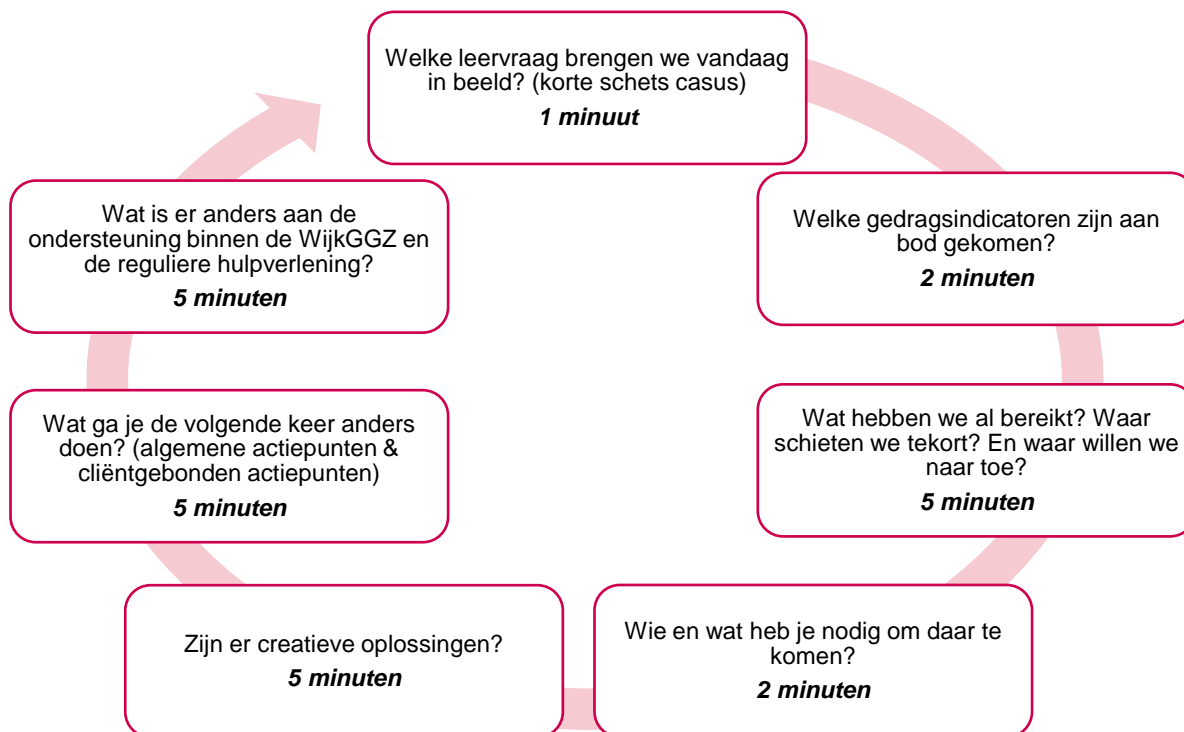 Welke leervraag brengen we vandaag
in beeld? (korte schets casus)
1 minuut
Welke gedragsindicatoren zijn aan
bod gekomen?
2 minuten
Wat hebben we al bereikt? Waar
schieten we tekort? En waar willen we
naar toe?
5 minuten
Wie en wat heb je nodig om daar te
komen?
2 minuten
Zijn er creatieve oplossingen?
5 minuten
Wat ga je de volgende keer anders
doen? (algemene actiepunten &
cliëntgebonden actiepunten)
5 minuten
Wat is er anders aan de
ondersteuning binnen de WijkGGZ en
de reguliere hulpverlening?
5 minuten